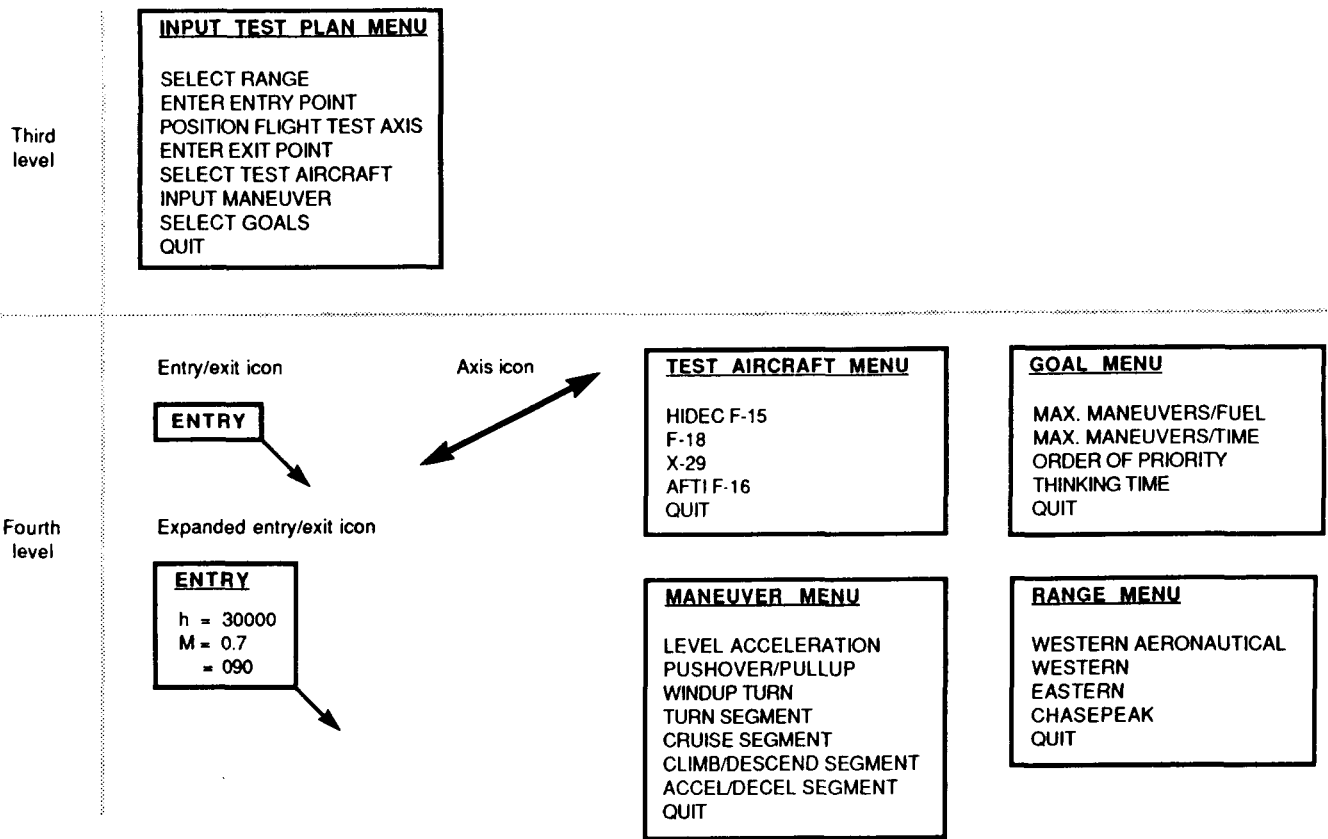 Third
level
INPUT TEST PLAN MENU
SELECT RANGE
ENTER ENTRY POINT
POSITION FLIGHT TEST AXIS
ENTER EXIT POINT
SELECT TEST AIRCRAFT
INPUT MANEUVER
SELECT GOALS
QUIT
Fourth
level
Entry/exit icon
ENTRY
Axis icon
Expanded entry/exit icon
ENTRY
h = 30000
M = 0.7
= 090
TEST AIRCRAFT MENU
HIDEC F-15
F-18
X-29
AFTI F-16
QUIT
GOAL MENU
MAX. MANEUVERS/FUEL
MAX. MANEUVERS/TIME
ORDER OF PRIORITY
THINKING TIME
QUIT
MANEUVER MENU
LEVEL ACCELERATION
PUSHOVER/PULLUP
WINDUP TURN
TURN SEGMENT
CRUISE SEGMENT
CLIMB/DESCEND SEGMENT
ACCEL/DECEL SEGMENT
QUIT
RANGE MENU
WESTERN AERONAUTICAL
WESTERN
EASTERN
CHASEPEAK
QUIT